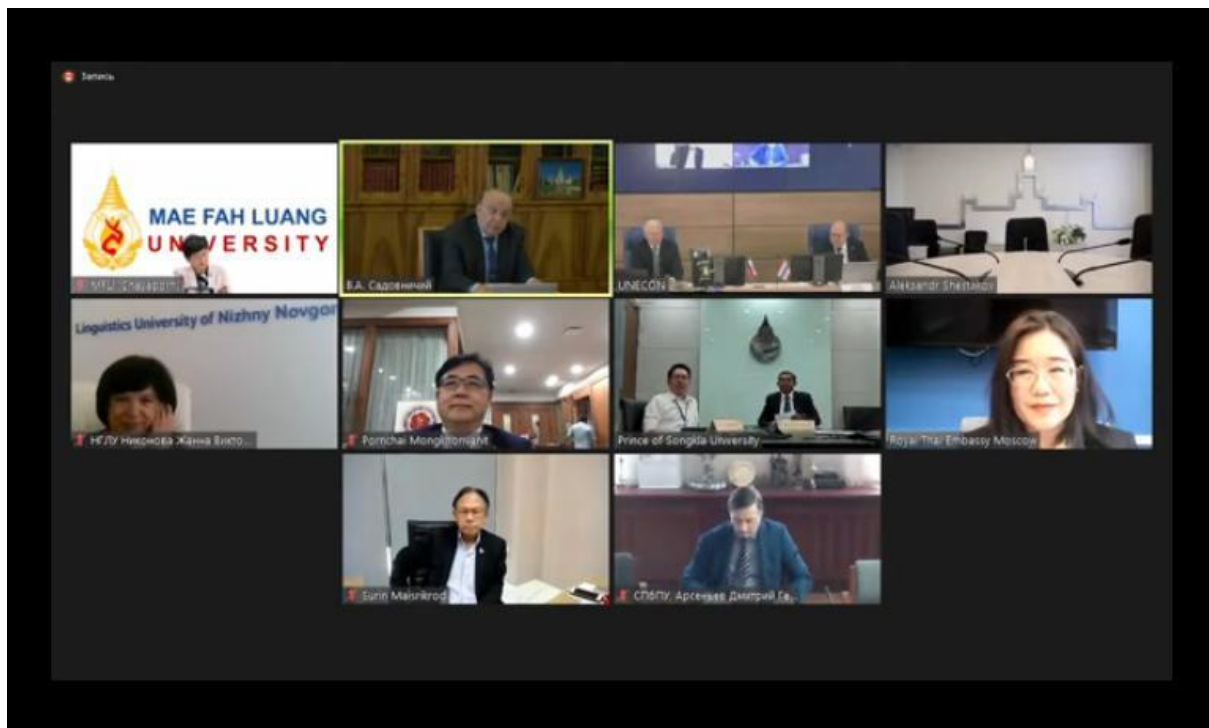 Запись
MAE FAH LUANG
UNIVERSITY
В.А. Садовничий
UNECON
Aleksandr Shestakov
Linguistics University of Nizhny Novgor
НГЛУ Никонова Жанна Викто...
Pornchai Mongkhonvanit
Prince of Songkla University
Royal Thai Embassy Moscow
Surin Maisrikrod
СПбПУ, Арсеньев Дмитрий Ге...